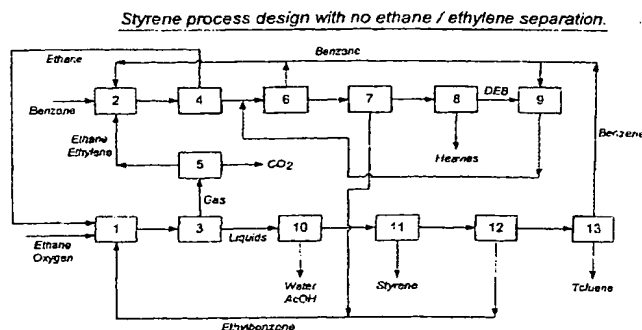 Styrene process design with no ethane / ethylene separation.
Ethane
Benzene
2
4
6
7
8
DEB
9
Benzene
Ethane
Ethylene
5
CO2
Heavies
Benzene
Gas
1
3
Liquids
10
11
12
13
Ethane
Oxygen
Water
AcOH
Styrene
Toluene
Ethylbenzene